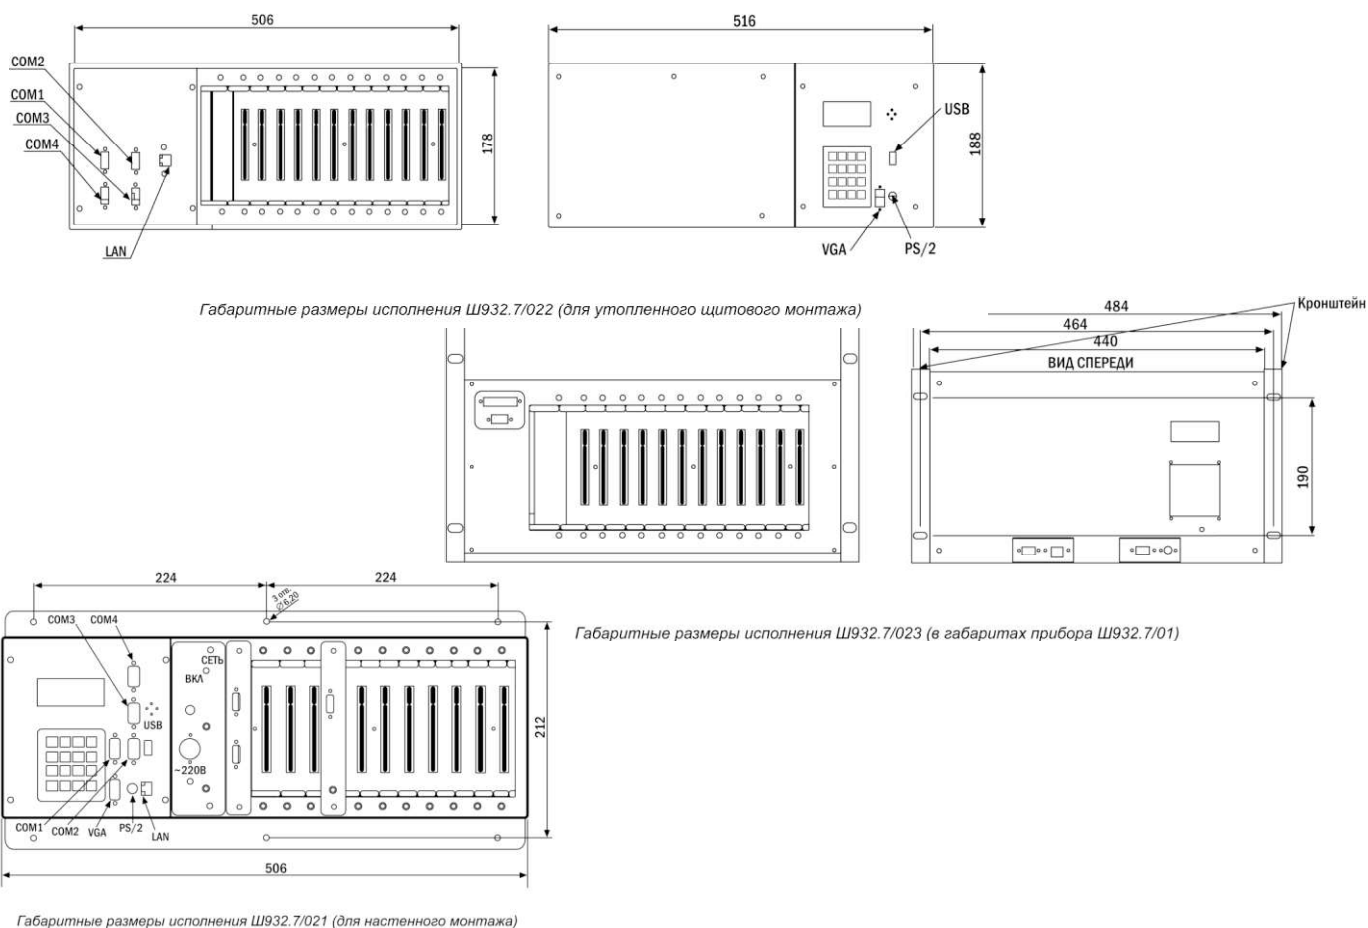 506
COM2
COM1
COM3
COM4
LAN
178
516
USB
188
VGA
PS/2
Габаритные размеры исполнения Ш932.7/022 (для утопленного щитового монтажа)
484
Кронштейн
464
440
ВИД СПЕРЕДИ
190
Габаритные размеры исполнения Ш932.7/023 (в габаритах прибора Ш932.7/01)
224
224
3 отв.
Ø6,20
COM3
COM4
СЕТЬ
ВКЛ
USB
~220В
212
COM1
COM2
VGA
PS/2
LAN
506
Габаритные размеры исполнения Ш932.7/021 (для настенного монтажа)